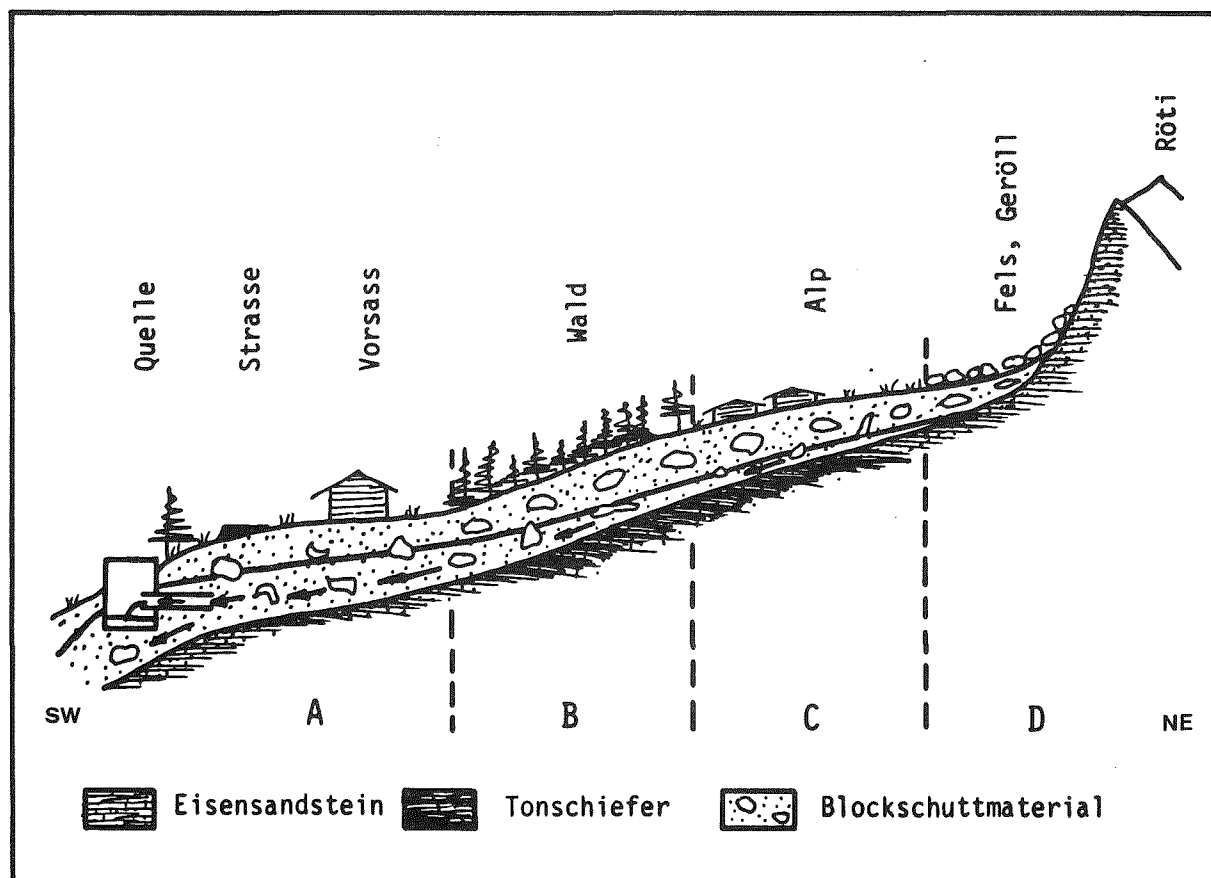 Quelle
Strasse
Vorsass
Wald
Alp
Fels, Geröll
Röti
SW
A
B
C
D
NE
Eisensandstein
Tonschiefer
Blockschuttmaterial